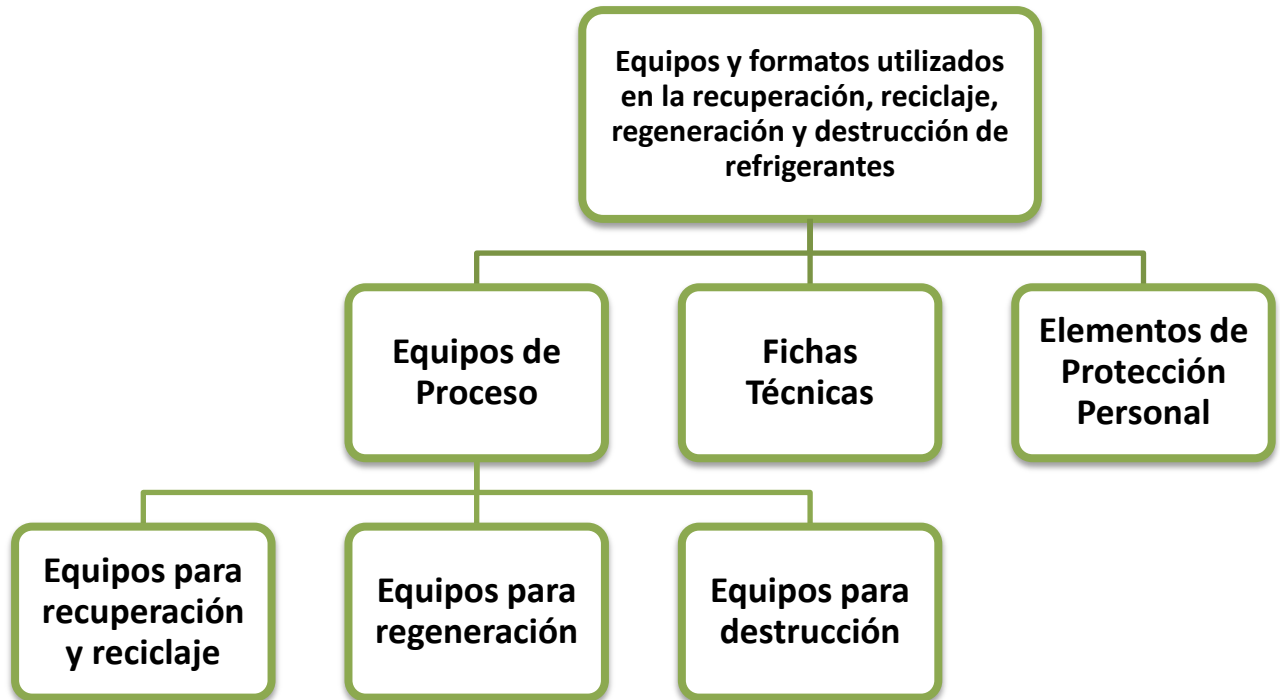 Equipos y formatos utilizados
en la recuperación, reciclaje,
regeneración y destrucción de
refrigerantes
Equipos de
Proceso
Fichas
Técnicas
Elementos de
Protección
Personal
Equipos para
recuperación
y reciclaje
Equipos para
regeneración
Equipos para
destrucción